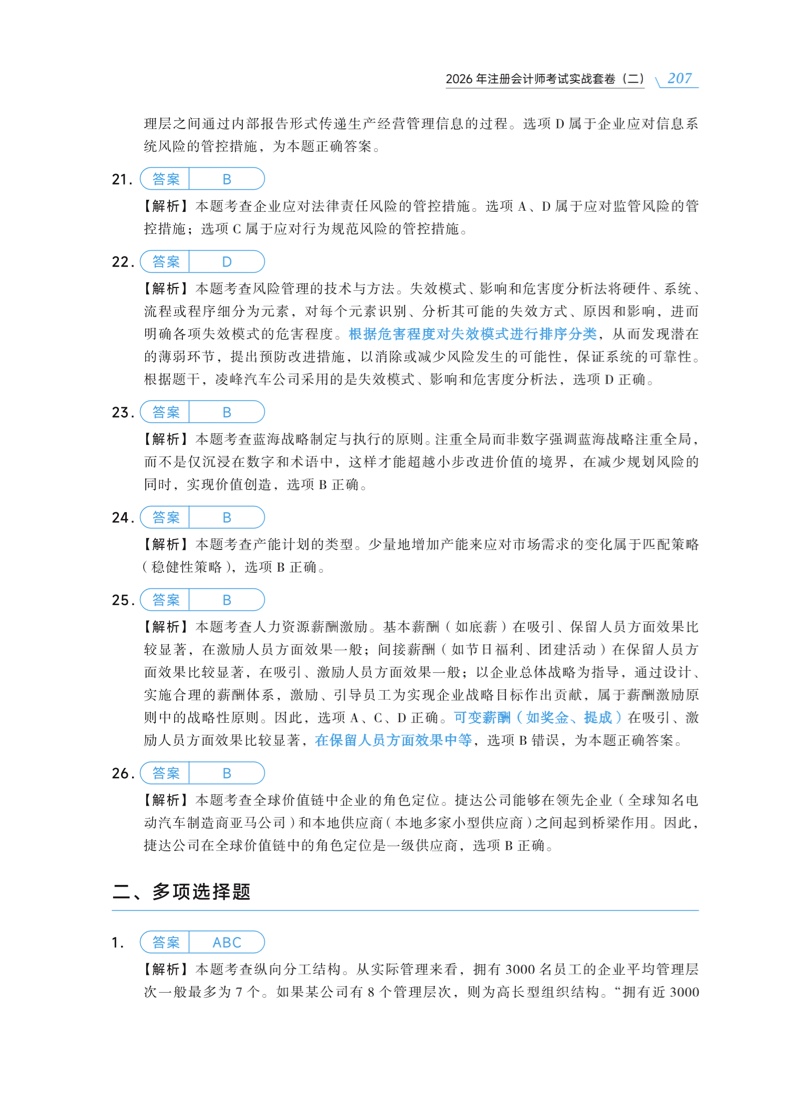 2026 年注册会计师考试实战套卷（二） 207
理层之间通过内部报告形式传递生产经营管理信息的过程。选项 D 属于企业应对信息系
统风险的管控措施，为本题正确答案。
21. 答案 B
【解析】本题考查企业应对法律责任风险的管控措施。选项 A、D 属于应对监管风险的管
控措施；选项 C 属于应对行为规范风险的管控措施。
22. 答案 D
【解析】本题考查风险管理的技术与方法。失效模式、影响和危害度分析法将硬件、系统、
流程或程序细分为元素，对每个元素识别、分析其可能的失效方式、原因和影响，进而
明确各项失效模式的危害程度。根据危害程度对失效模式进行排序分类，从而发现潜在
的薄弱环节，提出预防改进措施，以消除或减少风险发生的可能性，保证系统的可靠性。
根据题干，凌峰汽车公司采用的是失效模式、影响和危害度分析法，选项 D 正确。
23. 答案 B
【解析】本题考查蓝海战略制定与执行的原则。注重全局而非数字强调蓝海战略注重全局，
而不是仅沉浸在数字和术语中，这样才能超越小步改进价值的境界，在减少规划风险的
同时，实现价值创造，选项 B 正确。
24. 答案 B
【解析】本题考查产能计划的类型。少量地增加产能来应对市场需求的变化属于匹配策略
（稳健性策略），选项 B 正确。
25. 答案 B
【解析】本题考查人力资源薪酬激励。基本薪酬（如底薪）在吸引、保留人员方面效果比
较显著，在激励人员方面效果一般；间接薪酬（如节日福利、团建活动）在保留人员方
面效果比较显著，在吸引、激励人员方面效果一般；以企业总体战略为指导，通过设计、
实施合理的薪酬体系，激励、引导员工为实现企业战略目标作出贡献，属于薪酬激励原
则中的战略性原则。因此，选项 A、C、D 正确。可变薪酬（如奖金、提成）在吸引、激
励人员方面效果比较显著，在保留人员方面效果中等，选项 B 错误，为本题正确答案。
26. 答案 B
【解析】本题考查全球价值链中企业的角色定位。捷达公司能够在领先企业（全球知名电
动汽车制造商亚马公司）和本地供应商（本地多家小型供应商）之间起到桥梁作用。因此，
捷达公司在全球价值链中的角色定位是一级供应商，选项 B 正确。
二、多项选择题
1. 答案 ABC
【解析】本题考查纵向分工结构。从实际管理来看，拥有 3000 名员工的企业平均管理层
次一般最多为 7 个。如果某公司有 8 个管理层次，则为高长型组织结构。“拥有近 3000